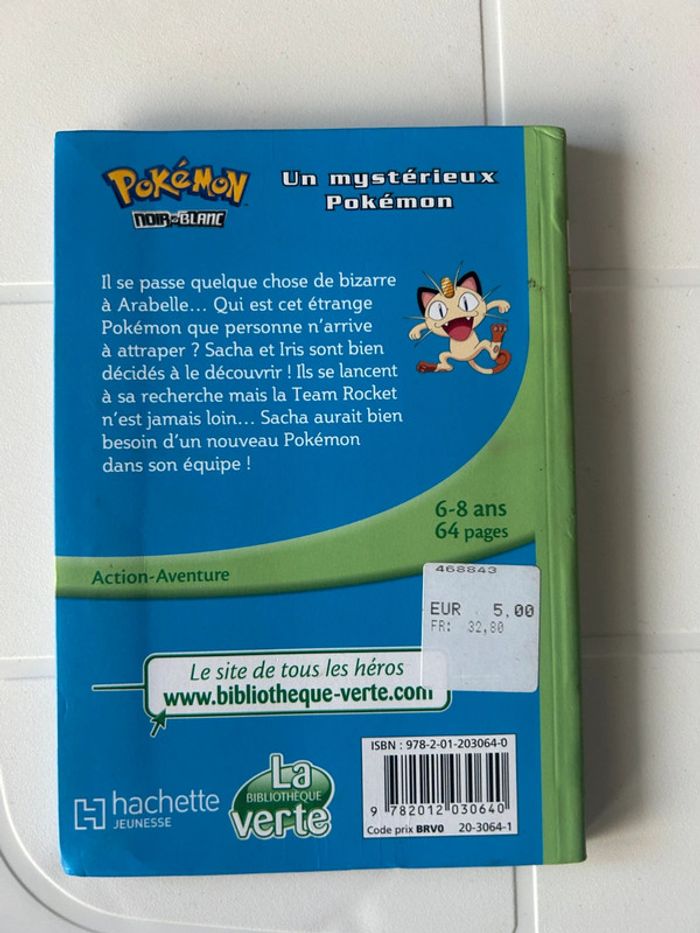 POKéMON
NOIR & BLANC
Un mystérieux
Pokémon
Il se passe quelque chose de bizarre
à Arabelle... Qui est cet étrange
Pokémon que personne n'arrive
à attraper ? Sacha et Iris sont bien
décidés à le découvrir ! Ils se lancent
à sa recherche mais la Team Rocket
n'est jamais loin... Sacha aurait bien
besoin d'un nouveau Pokémon
dans son équipe !
6-8 ans
64 pages
Action-Aventure
468843
EUR 5,00
FR: 32,80
Le site de tous les héros
www.bibliotheque-verte.com
hachette
JEUNESSE
La
BIBLIOTHÈQUE
verte
ISBN : 978-2-01-203064-0
9 782012 030640
Code prix BRV0 20-3064-1